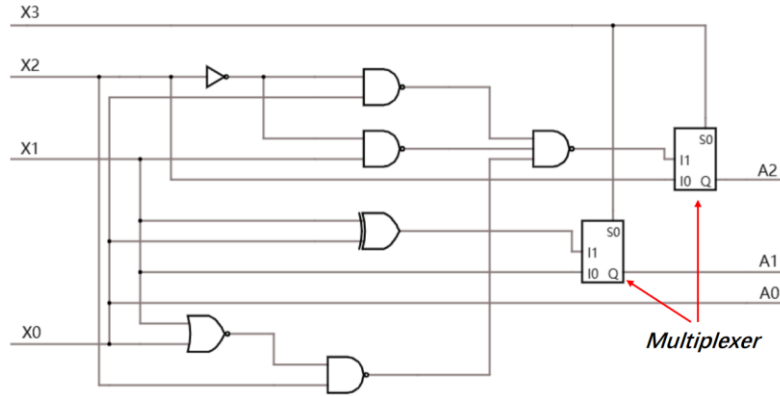 X3
X2
X1
S0
I1
I0 Q
A2
S0
I1
I0 Q
A1
A0
X0
Multiplexer